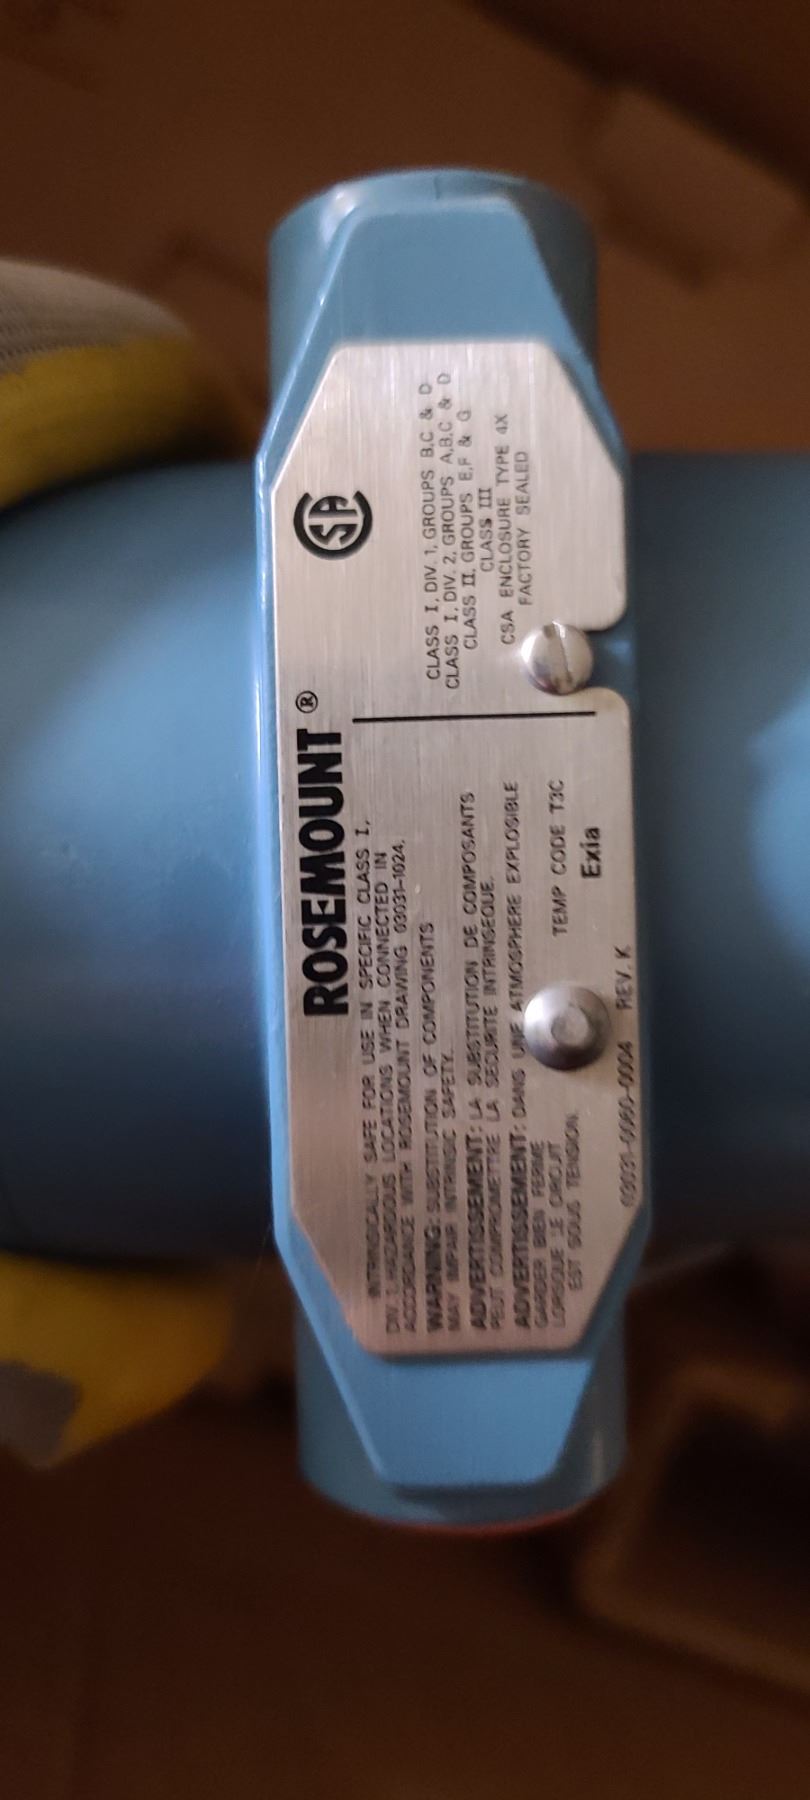 ROSEMOUNT ®
INTRINSICALLY SAFE FOR USE IN SPECIFIC CLASS I,
DIV. 1, HAZARDOUS LOCATIONS WHEN CONNECTED IN
ACCORDANCE WITH ROSEMOUNT DRAWING 03031-1024.
WARNING: SUBSTITUTION OF COMPONENTS
MAY IMPAIR INTRINSIC SAFETY.
ADVERTISSEMENT: LA SUBSTITUTION DE COMPOSANTS
PEUT COMPROMETTRE LA SECURITE INTRINSEQUE.
ADVERTISSEMENT: DANS UNE ATMOSPHERE EXPLOSIBLE
GARDER BIEN FERME
LORSQUE LE CIRCUIT
EST SOUS TENSION.
TEMP CODE T3C
Exia
03031-0060-0004 REV. K
SA
CLASS I, DIV. 1, GROUPS B,C & D
CLASS I, DIV. 2, GROUPS A,B,C & D
CLASS II, GROUPS E,F & G
CLASS III
CSA ENCLOSURE TYPE 4X
FACTORY SEALED